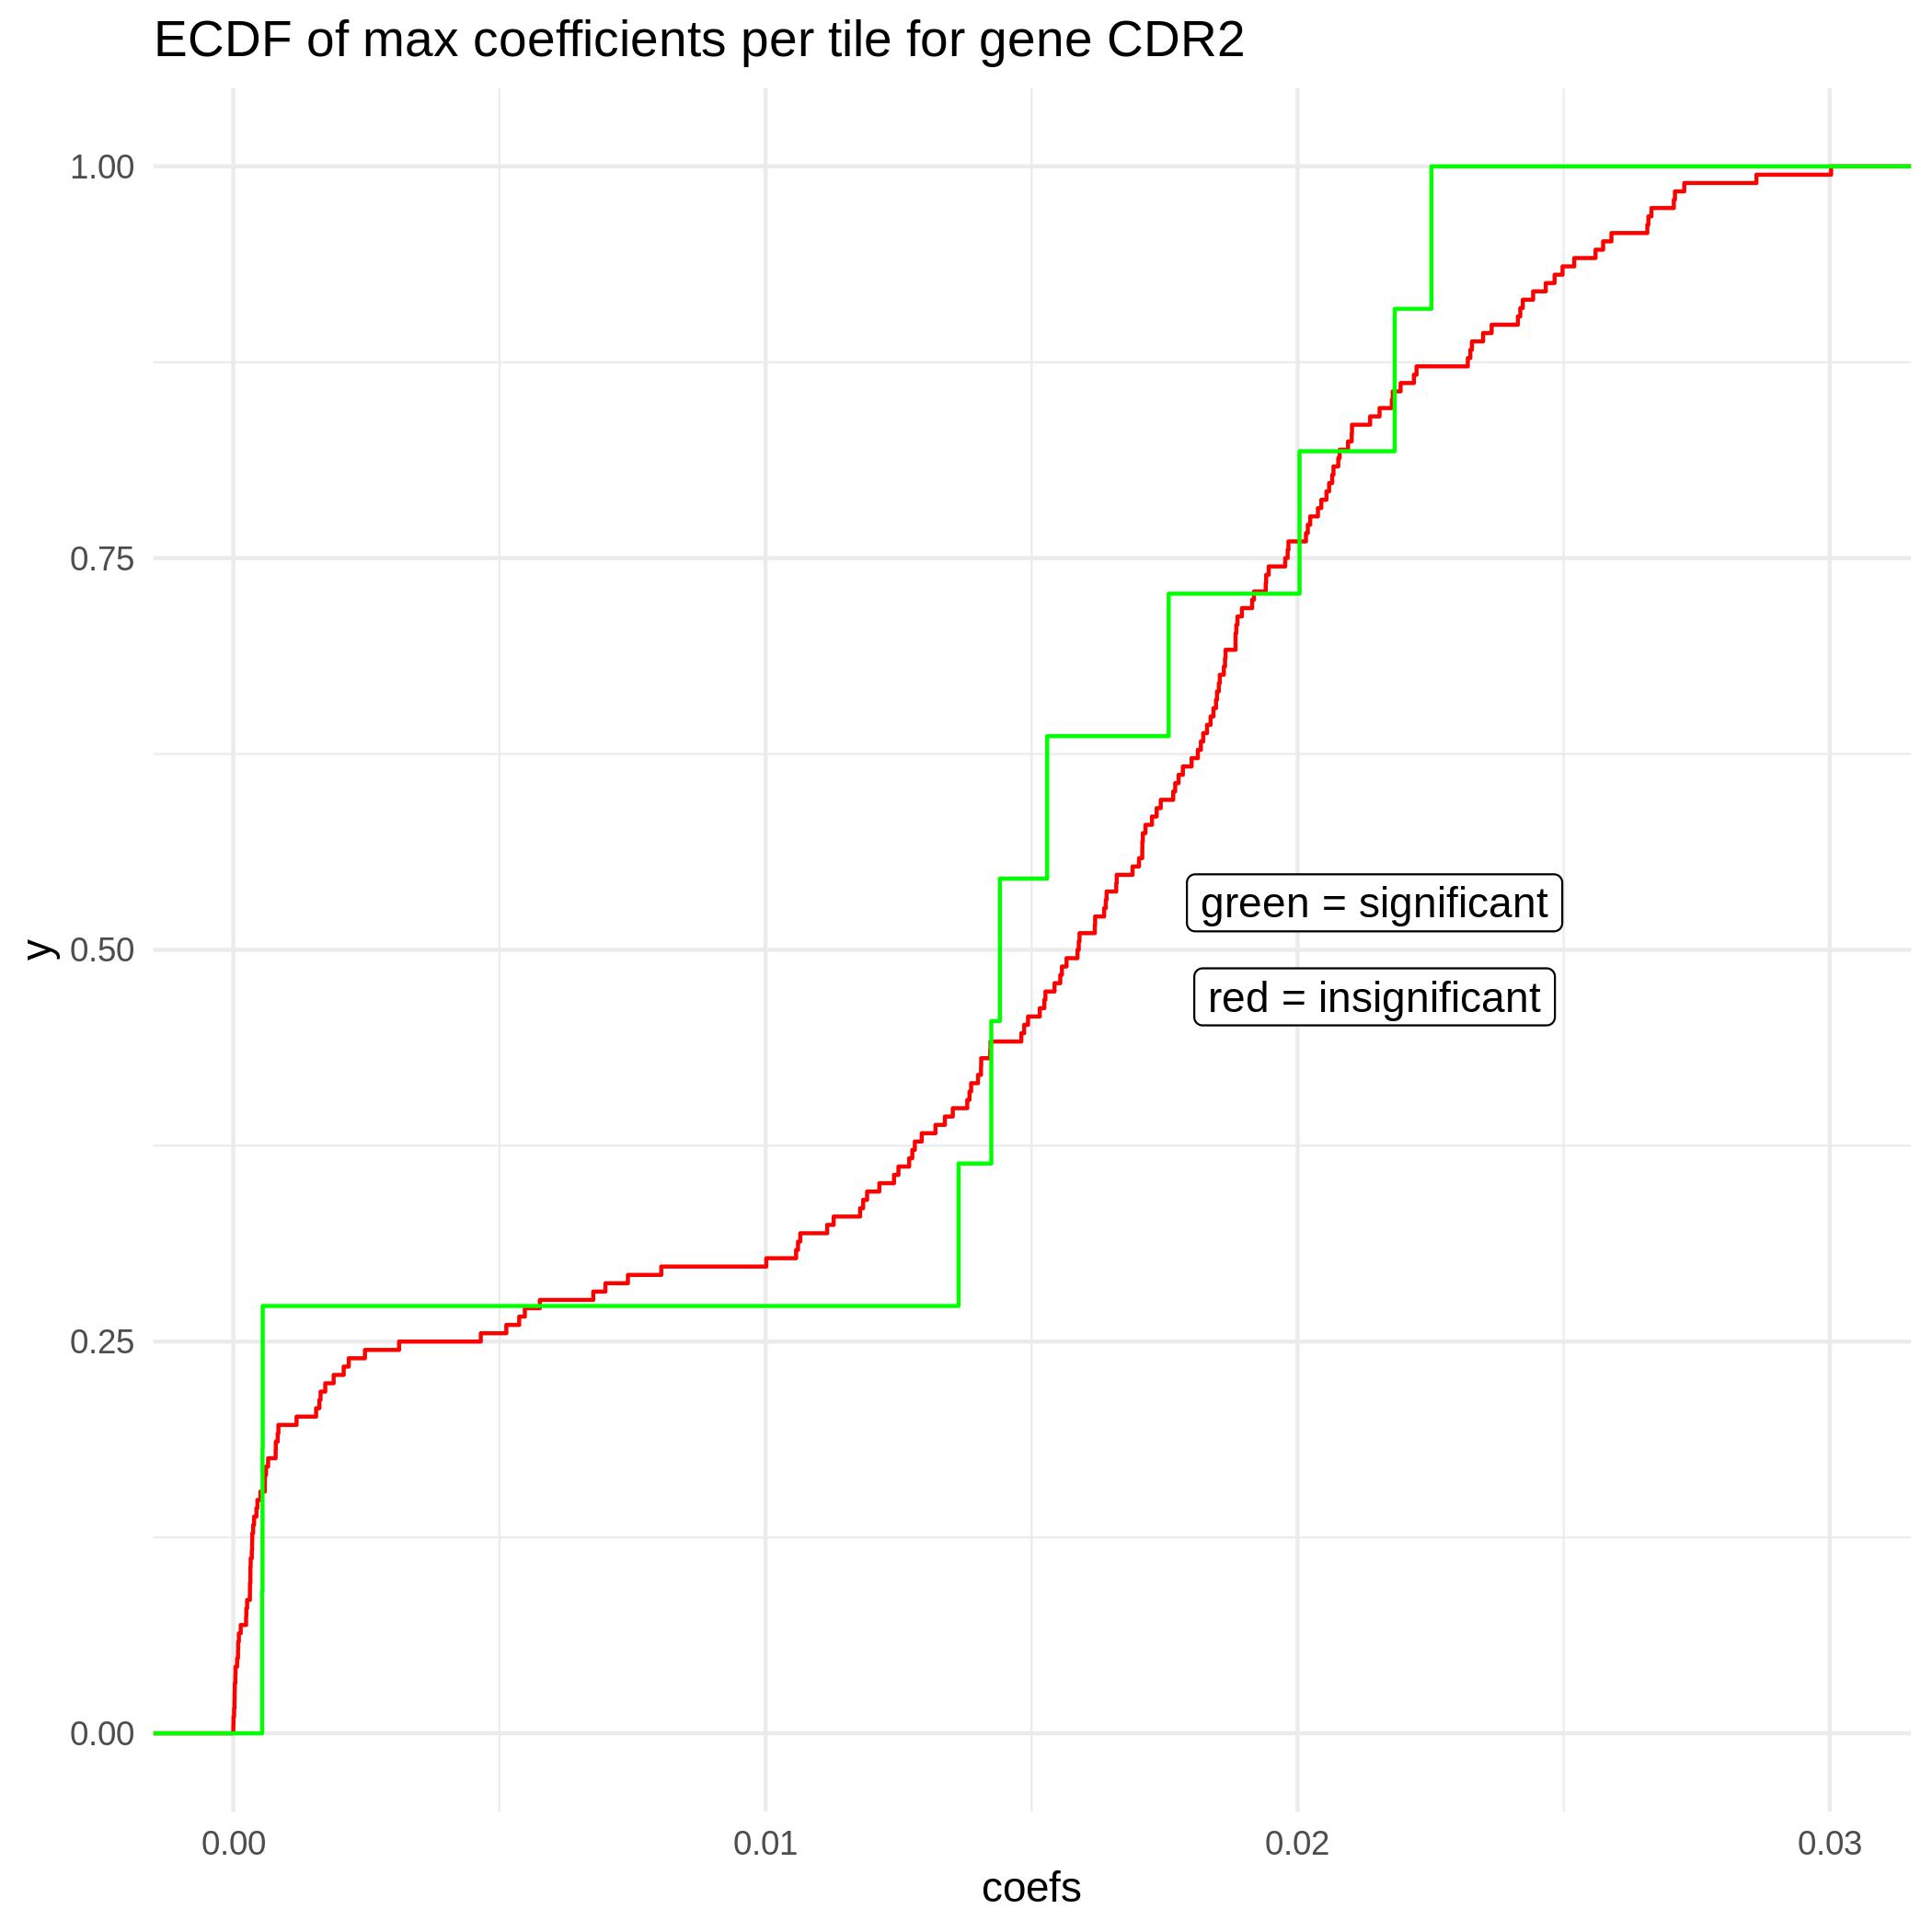 ECDF of max coefficients per tile for gene CDR2
1.00
0.75
0.50
0.25
0.00
y
green = significant
red = insignificant
0.00 0.01 0.02 0.03
coefs